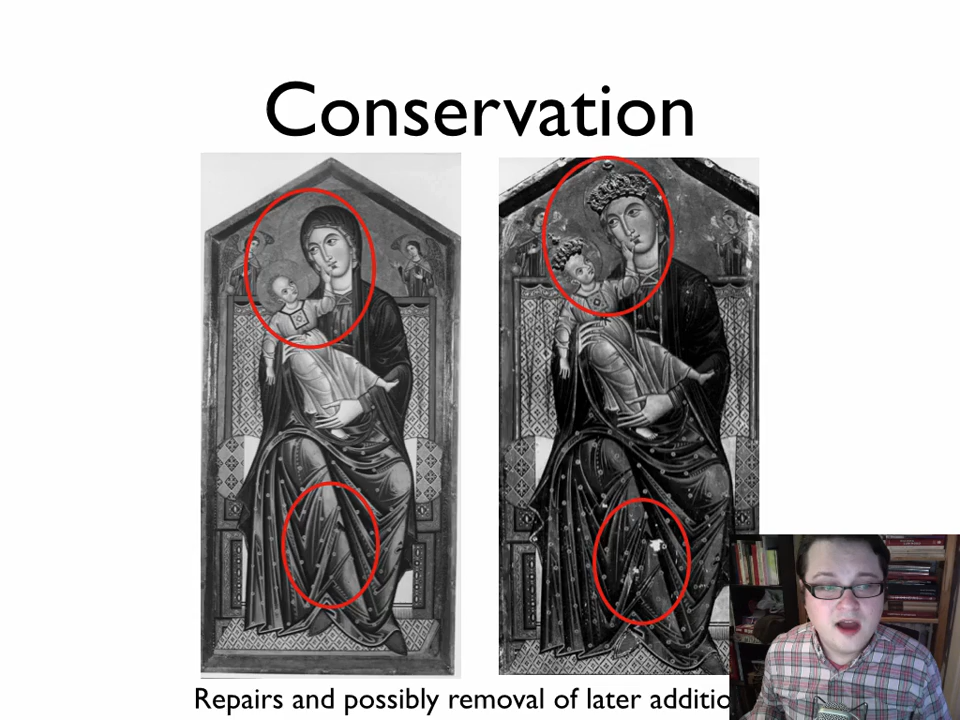 Conservation
Repairs and possibly removal of later additio